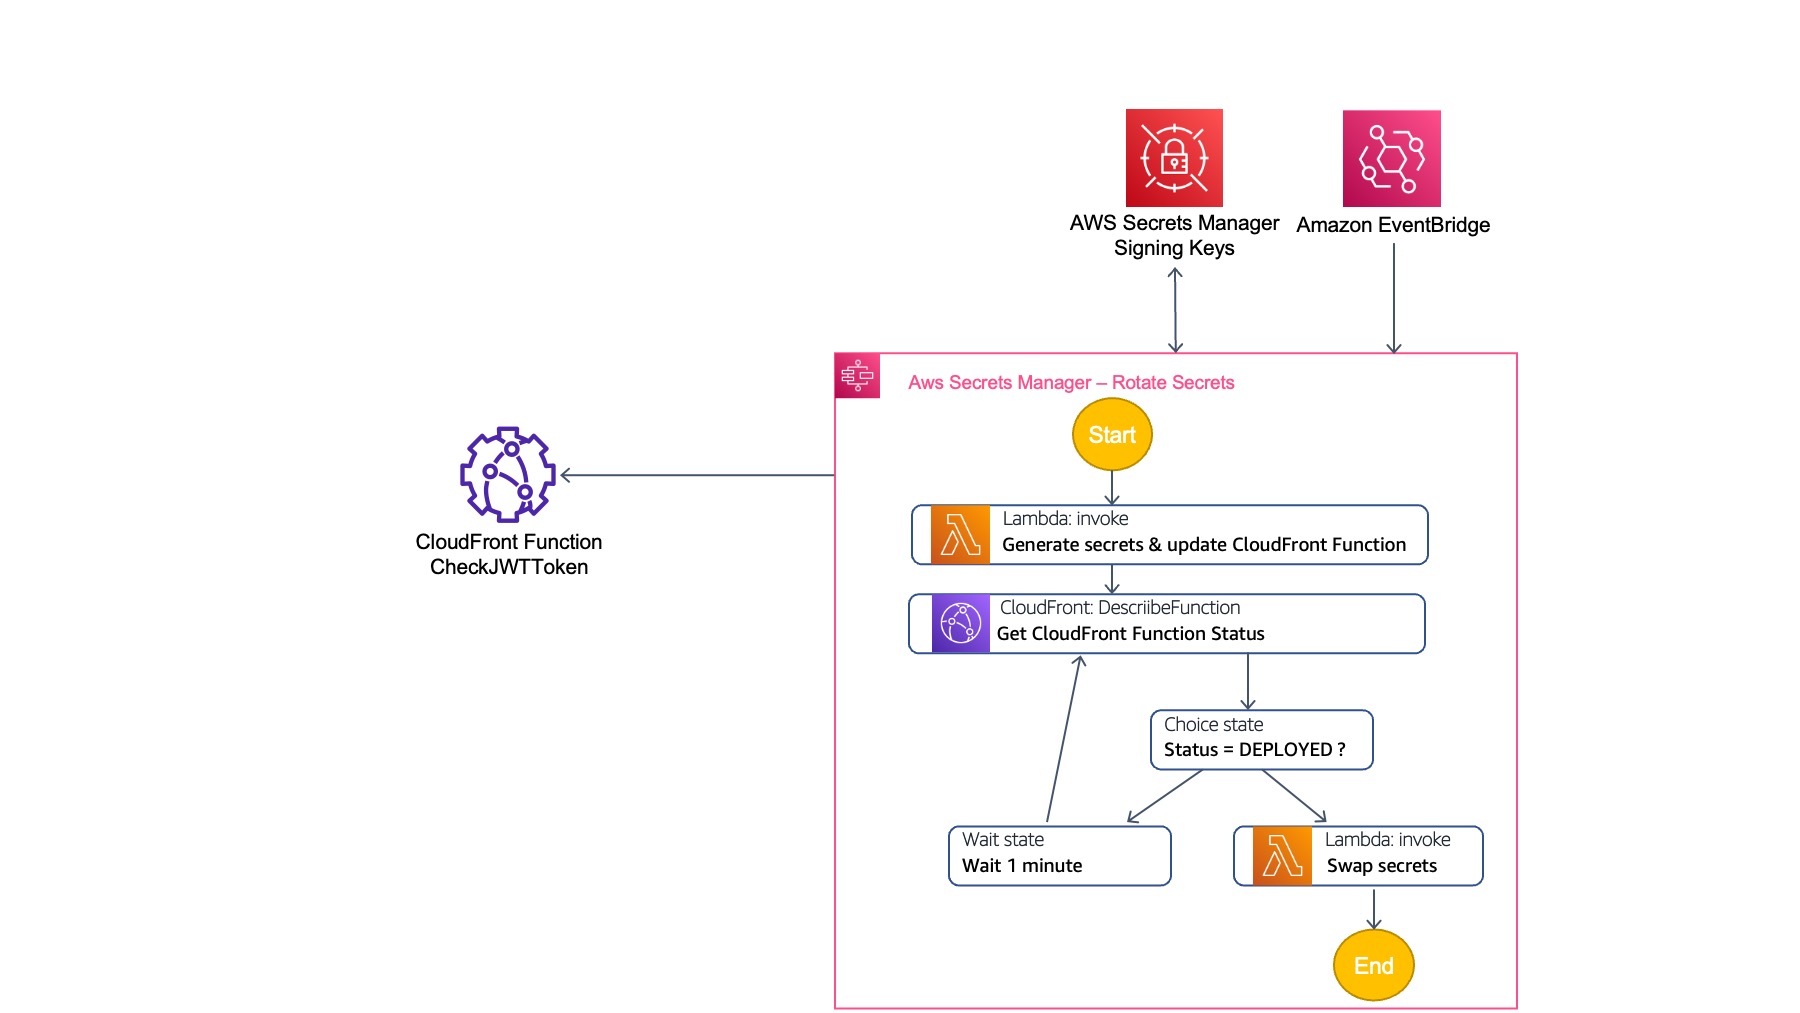 AWS Secrets Manager
Signing Keys
Amazon EventBridge
Aws Secrets Manager – Rotate Secrets
Start
Lambda: invoke
Generate secrets & update CloudFront Function
CloudFront: DescriibeFunction
Get CloudFront Function Status
CloudFront Function
CheckJWTToken
Choice state
Status = DEPLOYED ?
Wait state
Wait 1 minute
Lambda: invoke
Swap secrets
End